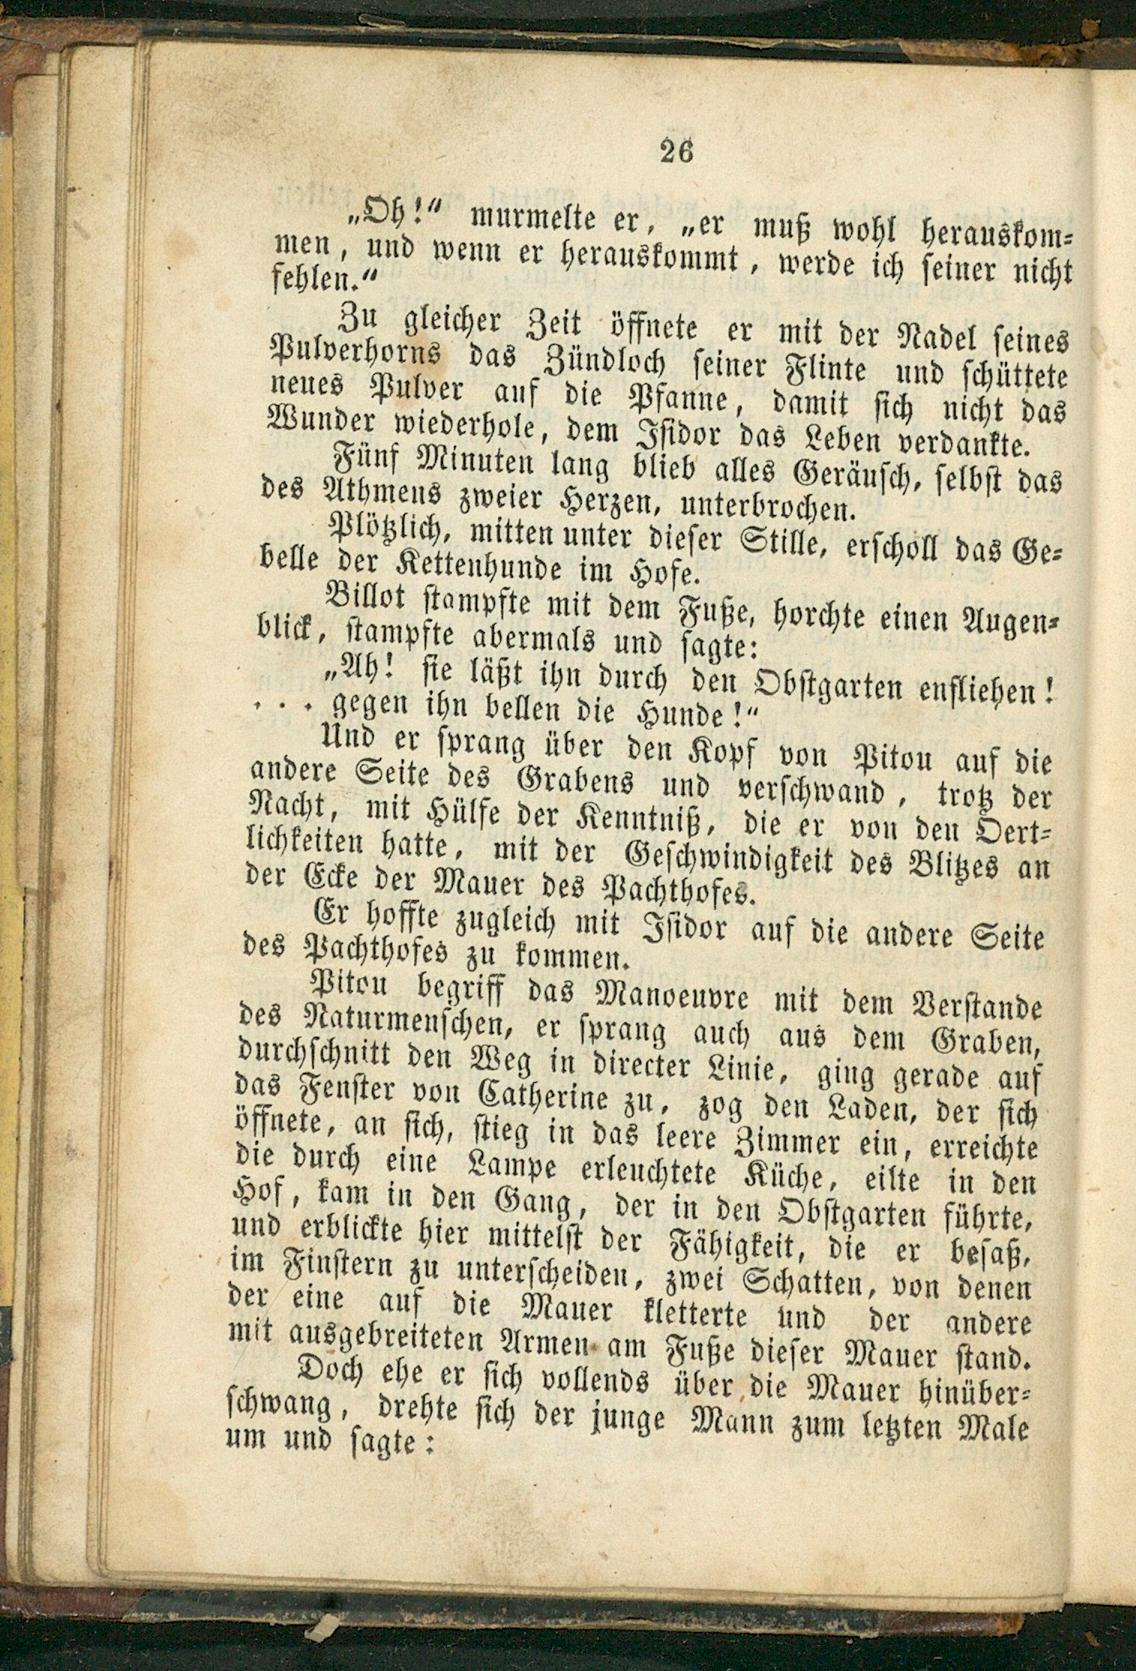 26
„Oh!“ murmelte er, „er muß wohl herauskom=
men, und wenn er herauskommt, werde ich seiner nicht
fehlen.“
Zu gleicher Zeit öffnete er mit der Nadel seines
Pulverhorns das Zündloch seiner Flinte und schüttete
neues Pulver auf die Pfanne, damit sich nicht das
Wunder wiederhole, dem Isidor das Leben verdankte.
Fünf Minuten lang blieb alles Geräusch, selbst das
des Athmens zweier Herzen, unterbrochen.
Plötzlich, mitten unter dieser Stille, erscholl das Ge=
belle der Kettenhunde im Hofe.
Billot stampfte mit dem Fuße, horchte einen Augen=
blick, stampfte abermals und sagte:
„Ah! sie läßt ihn durch den Obstgarten enfliehen!
. . . gegen ihn bellen die Hunde!“
Und er sprang über den Kopf von Pitou auf die
andere Seite des Grabens und verschwand, trotz der
Nacht, mit Hülfe der Kenntniß, die er von den Oert=
lichkeiten hatte, mit der Geschwindigkeit des Blitzes an
der Ecke der Mauer des Pachthofes.
Er hoffte zugleich mit Isidor auf die andere Seite
des Pachthofes zu kommen.
Pitou begriff das Manoeuvre mit dem Verstande
des Naturmenschen, er sprang auch aus dem Graben,
durchschnitt den Weg in directer Linie, ging gerade auf
das Fenster von Catherine zu, zog den Laden, der sich
öffnete, an sich, stieg in das leere Zimmer ein, erreichte
die durch eine Lampe erleuchtete Küche, eilte in den
Hof, kam in den Gang, der in den Obstgarten führte,
und erblickte hier mittelst der Fähigkeit, die er besaß,
im Finstern zu unterscheiden, zwei Schatten, von denen
der eine auf die Mauer kletterte und der andere
mit ausgebreiteten Armen am Fuße dieser Mauer stand.
Doch ehe er sich vollends über die Mauer hinüber=
schwang, drehte sich der junge Mann zum letzten Male
um und sagte: